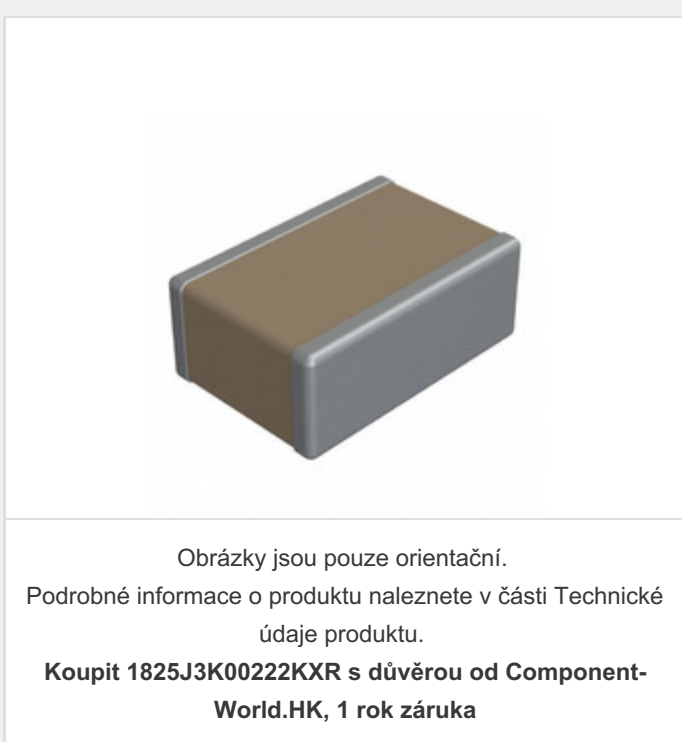 Obrázky jsou pouze orientační.
Podrobné informace o produktu naleznete v části Technické
údaje produktu.
Koupit 1825J3K00222KXR s důvěrou od Component-
World.HK, 1 rok záruka